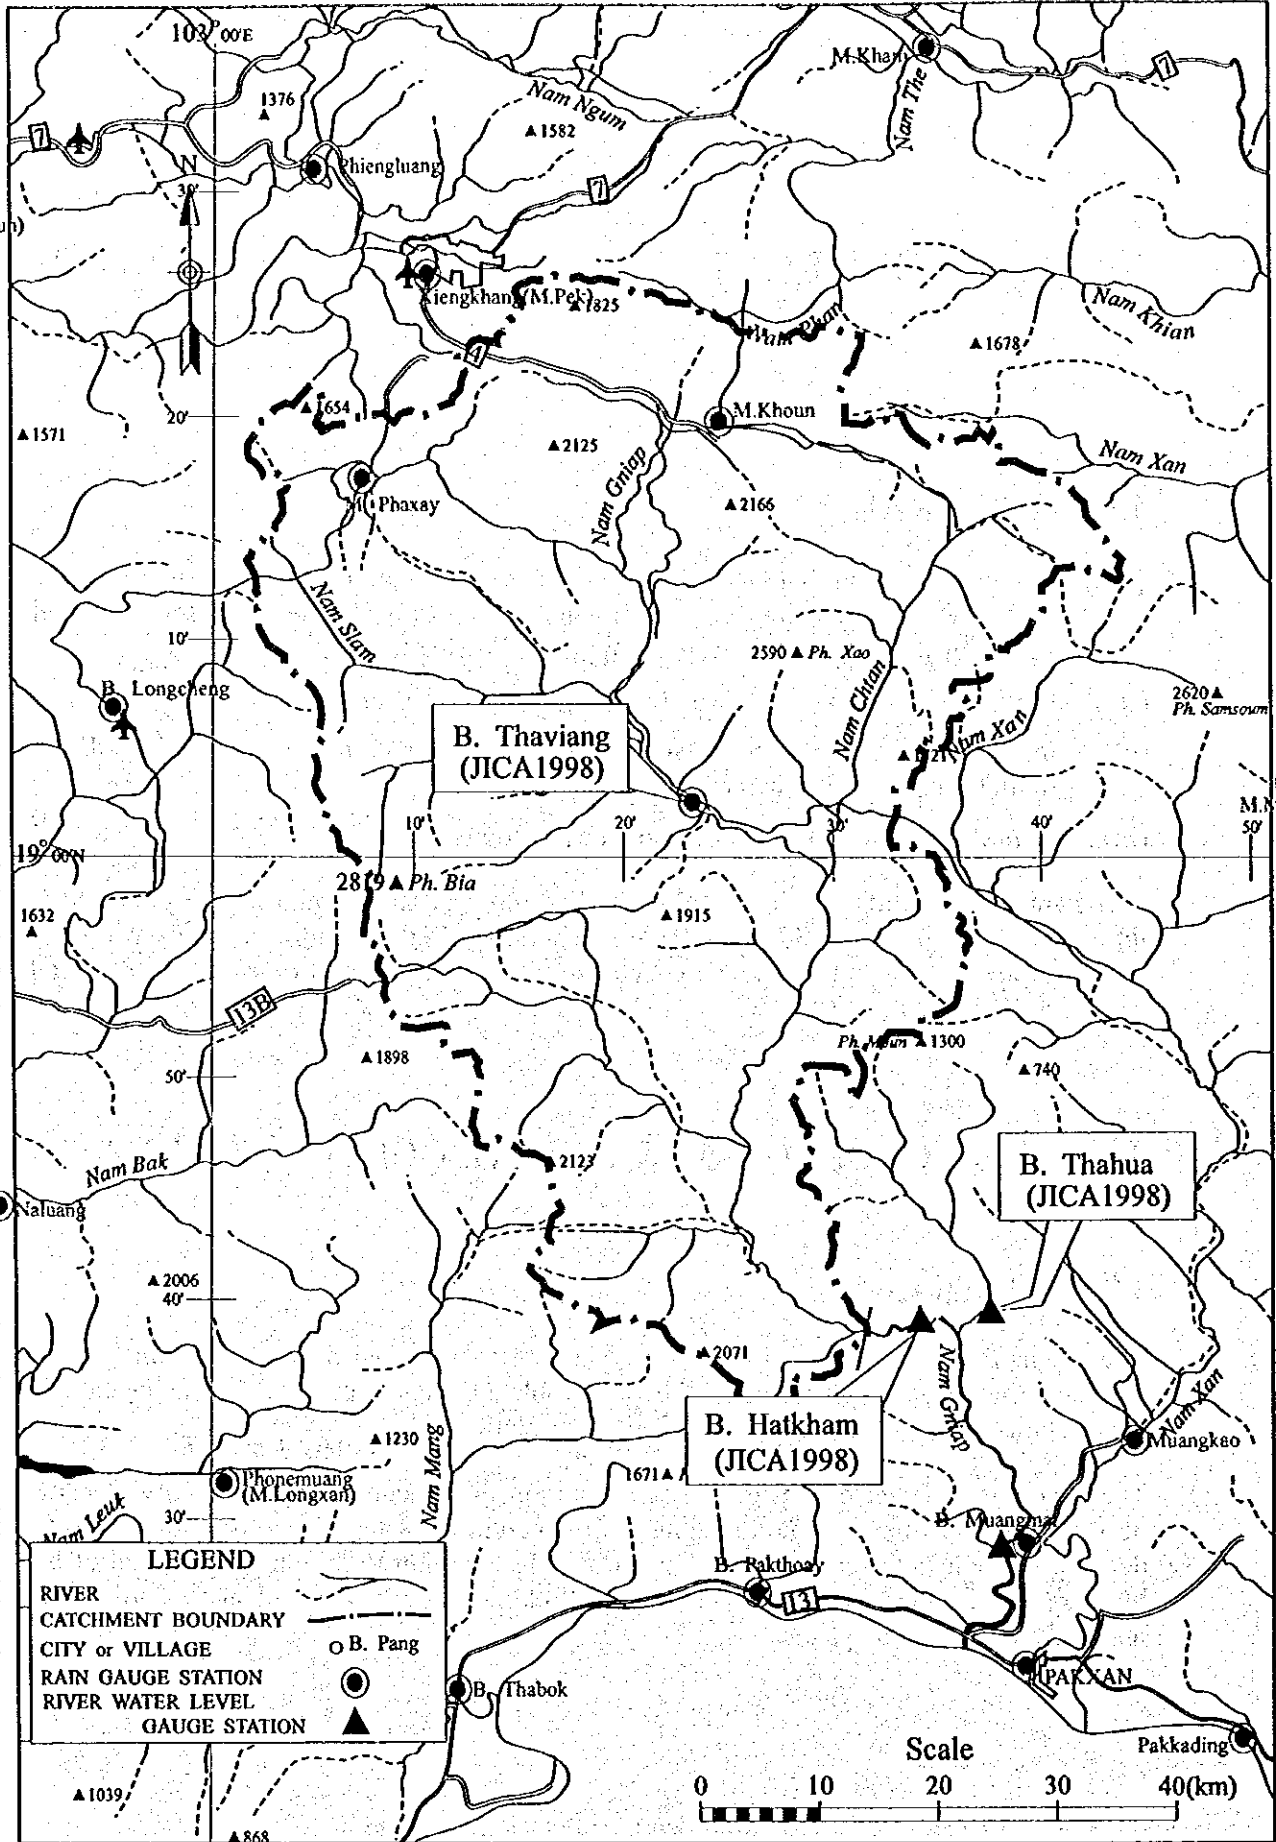 103° 00'E
M.Kham
7
1376
Nam Ngum
1582
Nam The
7
N
Phiengluang
30'
7
Xiengkhang (M.Pek)
1825
Nam Phan
Nam Khian
1678
4
1654
20'
M.Khoun
1571
2125
Nam Xan
M. Phaxay
Nam Gniap
2166
Nam Slam
10'
2590 Ph. Xao
B. Longcheng
Nam Chian
2620
Ph. Samsoum
B. Thaviang
(JICA1998)
Nam Xan
10'
20'
30'
40'
50'
19° 00'N
2819 Ph. Bia
1632
1915
13B
Ph. Moun 1300
1898
740
50'
B. Thahua
(JICA1998)
2123
Nam Bak
Naluang
2006
40'
2071
Nam Gniap
Nam Xan
B. Hatkham
(JICA1998)
1230
Nam Mang
Muangkao
1671
Phonemuang
(M.Longxan)
Nam Leuk
30'
B. Muangmai
LEGEND
RIVER
CATCHMENT BOUNDARY
CITY or VILLAGE B. Pang
RAIN GAUGE STATION
RIVER WATER LEVEL
GAUGE STATION
B. Pakthoay
13
PAKXAN
B. Thabok
Pakkading
Scale
0 10 20 30 40(km)
1039
868